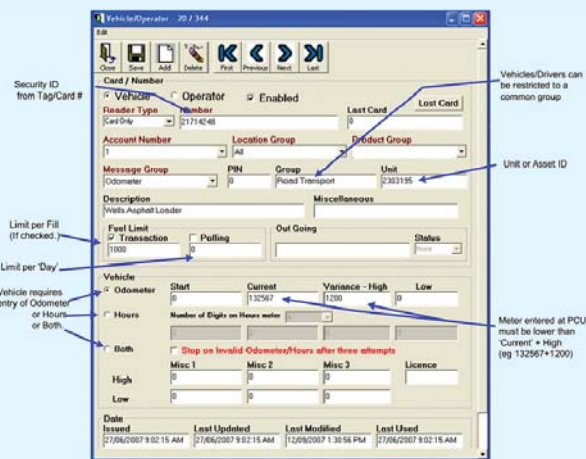 Vehicle/Operator - 20 / 344
Edit
Close Save Add Delete First Previous Next Last
Card / Number
Vehicle Operator Enabled Lost Card
Reader Type Number Last Card
Card Only 21714248 0
Account Number Location Group Product Group
1 All
Message Group PIN Group Unit
Odometer 0 Road Transport 2383195
Description Miscellaneous
Wells Asphalt Loader
Fuel Limit Out Going
Transaction Polling Status
1000 0 None
Vehicle
Start Current Variance - High Low
Odometer 0 132567 1200 0
Hours Number of Digits on Hours meter
Both Stop on Invalid Odometer/Hours after three attempts
Misc 1 Misc 2 Misc 3 Licence
High 0 0 0
Low 0 0 0
Date
Issued Last Updated Last Modified Last Used
27/06/2007 9:02:15 AM 27/06/2007 9:02:15 AM 12/09/2007 1:30:56 PM 27/06/2007 9:02:15 AM
Security ID
from Tag/Card #
Limit per Fill
(If checked.)
Limit per 'Day'
Vehicle requires
entry of Odometer
or Hours
or Both
Vehicles/Drivers can
be restricted to a
common group
Unit or Asset ID
Meter entered at PCU
must be lower than
'Current' + High
(eg 132567+1200)